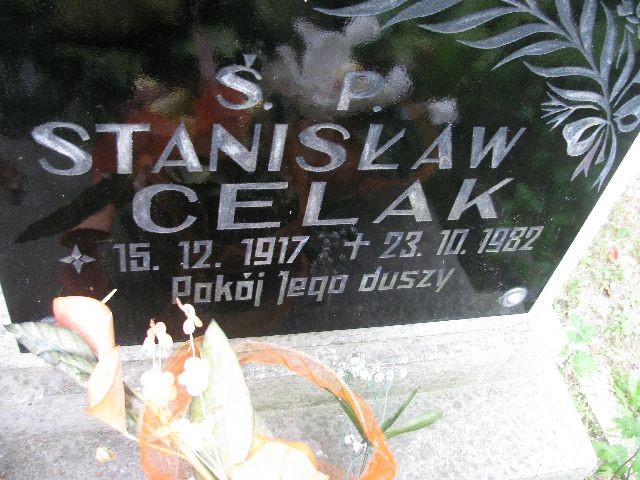 Ś. P.
STANISŁAW
CELAK
15. 12. 1917 + 23. 10. 1982
Pokój Jego duszy